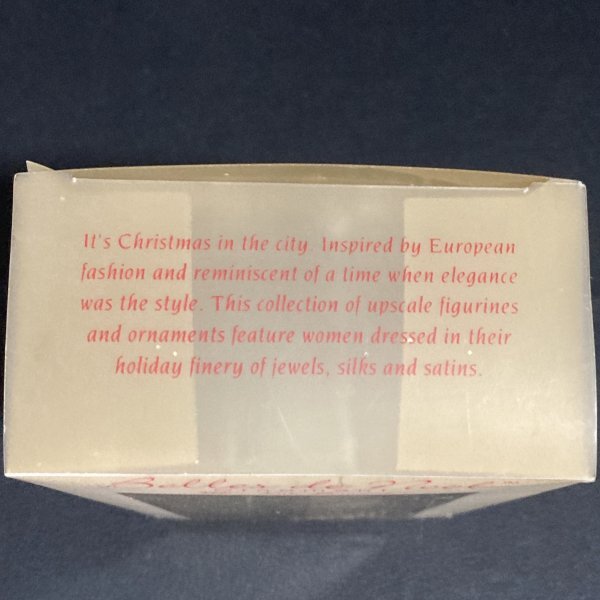 It's Christmas in the city. Inspired by European
fashion and reminiscent of a time when elegance
was the style. This collection of upscale figurines
and ornaments feature women dressed in their
holiday finery of jewels, silks and satins.